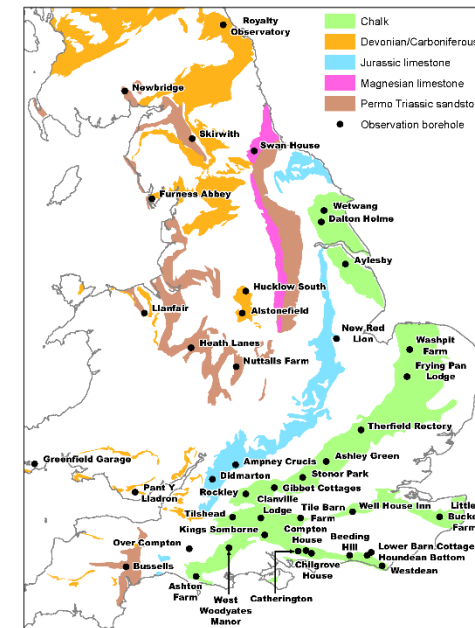 Chalk
Devonian/Carboniferous
Jurassic limestone
Magnesian limestone
Permo Triassic sandsto
Observation borehole
Royalty
Observatory
Newbridge
Skirwith
Swan House
Furness Abbey
Wetwang
Dalton Holme
Aylesby
Hucklow South
Alstonefield
Llanfair
Heath Lanes
Nuttalls Farm
New Red
Lion
Washpit
Farm
Frying Pan
Lodge
Therfield Rectory
Greenfield Garage
Pant Y
Lladron
Ampney Crucis
Didmarton
Ashley Green
Stonor Park
Rockley
Gibbot Cottages
Clanville
Lodge
Tilshead
Tile Barn
Farm
Well House Inn
Little
Bucke
Farm
Kings Somborne
Compton
House
Beeding
Hill
Lower Barn Cottage
Houndean Bottom
Westdean
Over Compton
Bussells
Chilgrove
House
Ashton
Farm
West
Woodyates
Manor
Catherington